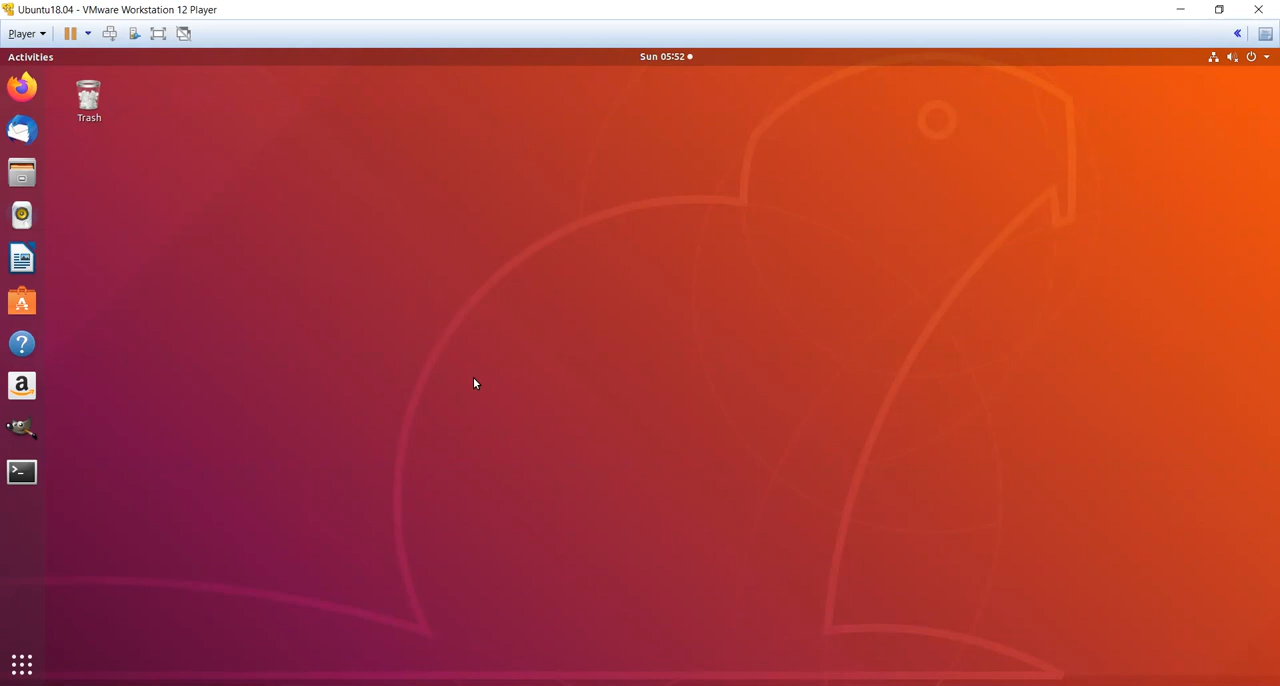 Ubuntu18.04 - VMware Workstation 12 Player
Player
Activities
Sun 05:52
Trash